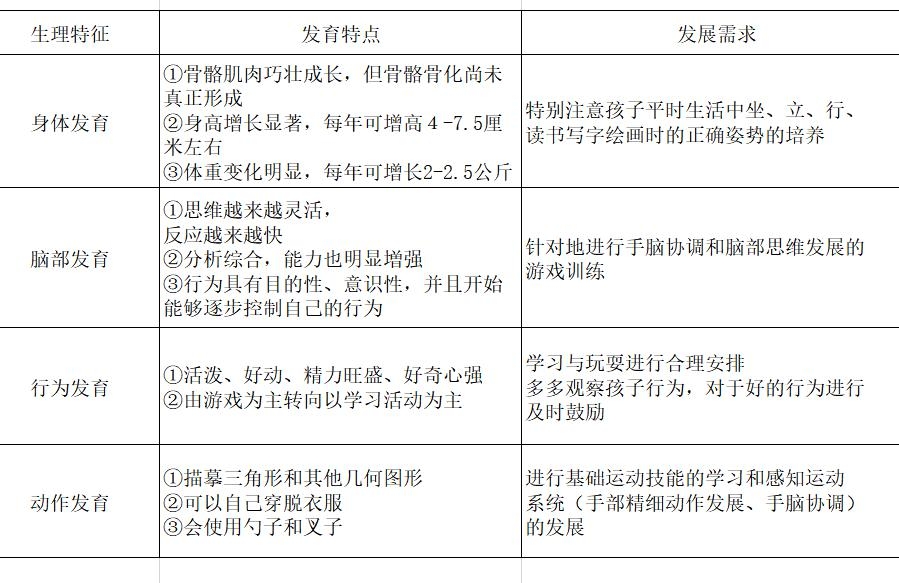 生理特征
发育特点
发展需求
身体发育
①骨骼肌肉巧壮成长，但骨骼骨化尚未
真正形成
②身高增长显著，每年可增高４-7.5厘
米左右
③体重变化明显，每年可增长2-2.5公斤
特别注意孩子平时生活中坐、立、行、
读书写字绘画时的正确姿势的培养
脑部发育
①思维越来越灵活，
反应越来越快
②分析综合，能力也明显增强
③行为具有目的性、意识性，并且开始
能够逐步控制自己的行为
针对地进行手脑协调和脑部思维发展的
游戏训练
行为发育
①活泼、好动、精力旺盛、好奇心强
②由游戏为主转向以学习活动为主
学习与玩耍进行合理安排
多多观察孩子行为，对于好的行为进行
及时鼓励
动作发育
①描摹三角形和其他几何图形
②可以自己穿脱衣服
③会使用勺子和叉子
进行基础运动技能的学习和感知运动
系统（手部精细动作发展、手脑协调）
的发展